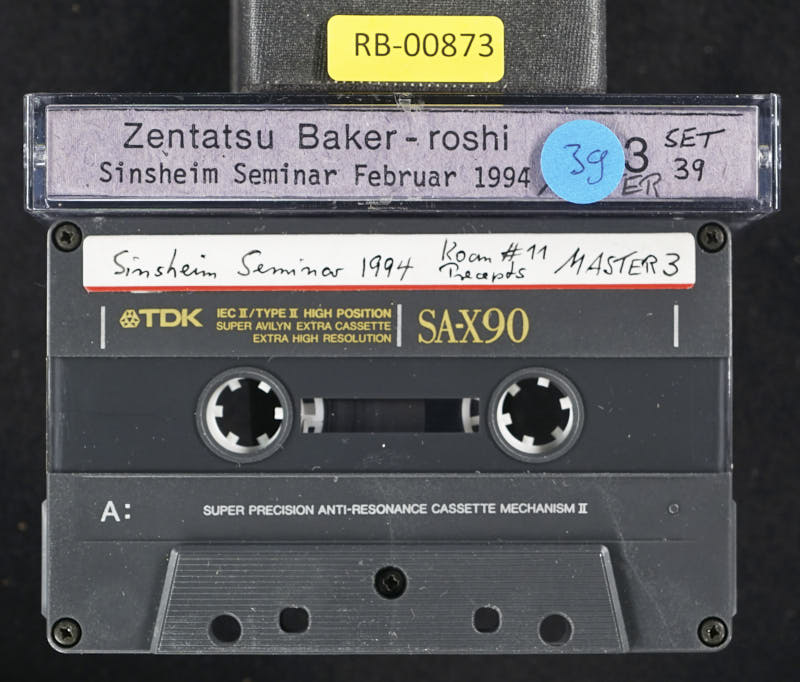 RB-00873
Zentatsu Baker-roshi
Sinsheim Seminar Februar 1994
39
3
SET
39
ER
Sinsheim Seminar 1994 Koan #11 Precepts MASTER 3
TDK
IEC II/TYPE II HIGH POSITION
SUPER AVILYN EXTRA CASSETTE
EXTRA HIGH RESOLUTION
SA-X90
A:
SUPER PRECISION ANTI-RESONANCE CASSETTE MECHANISM II